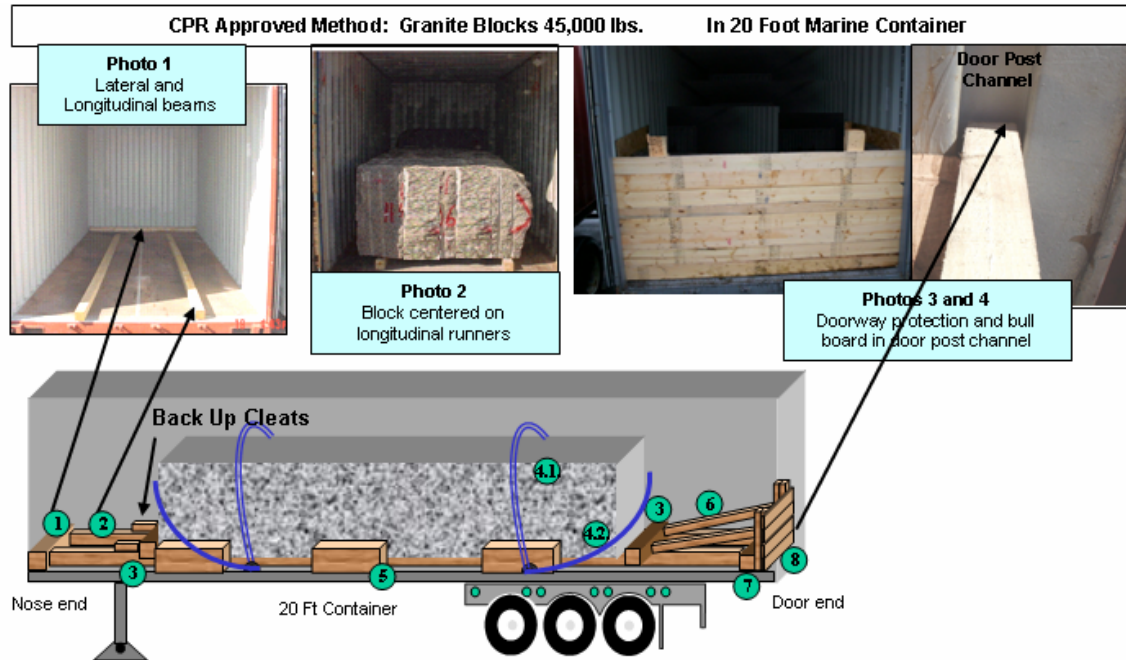 CPR Approved Method: Granite Blocks 45,000 lbs. In 20 Foot Marine Container
Photo 1
Lateral and
Longitudinal beams
Photo 2
Block centered on
longitudinal runners
Door Post
Channel
Photos 3 and 4
Doorway protection and bull
board in door post channel
Back Up Cleats
4.1.
4.2.
3
6
1
2
3
5
7
8
Nose end
20 Ft Container
Door end